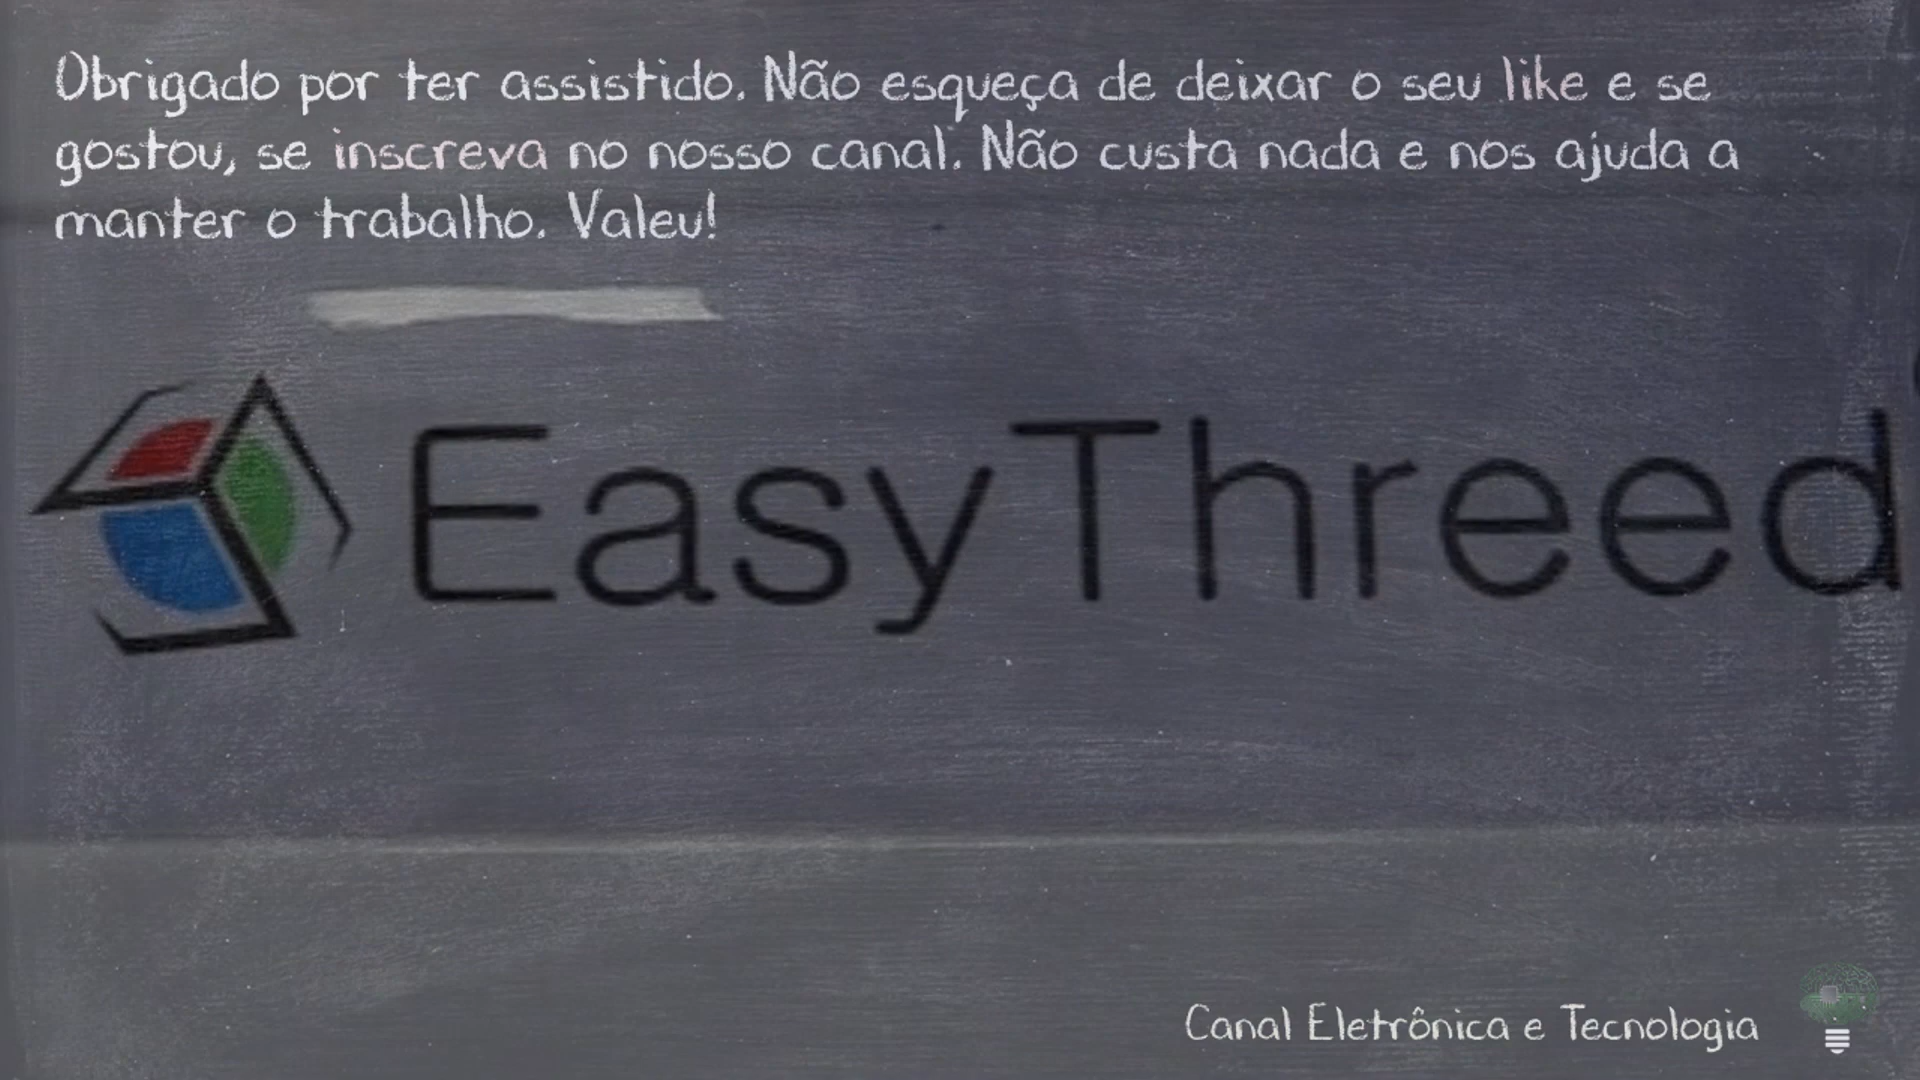 Obrigado por ter assistido. Não esqueça de deixar o seu like e se
gostou, se inscreva no nosso canal. Não custa nada e nos ajuda a
manter o trabalho. Valeu!
EasyThreed
Canal Eletrônica e Tecnologia